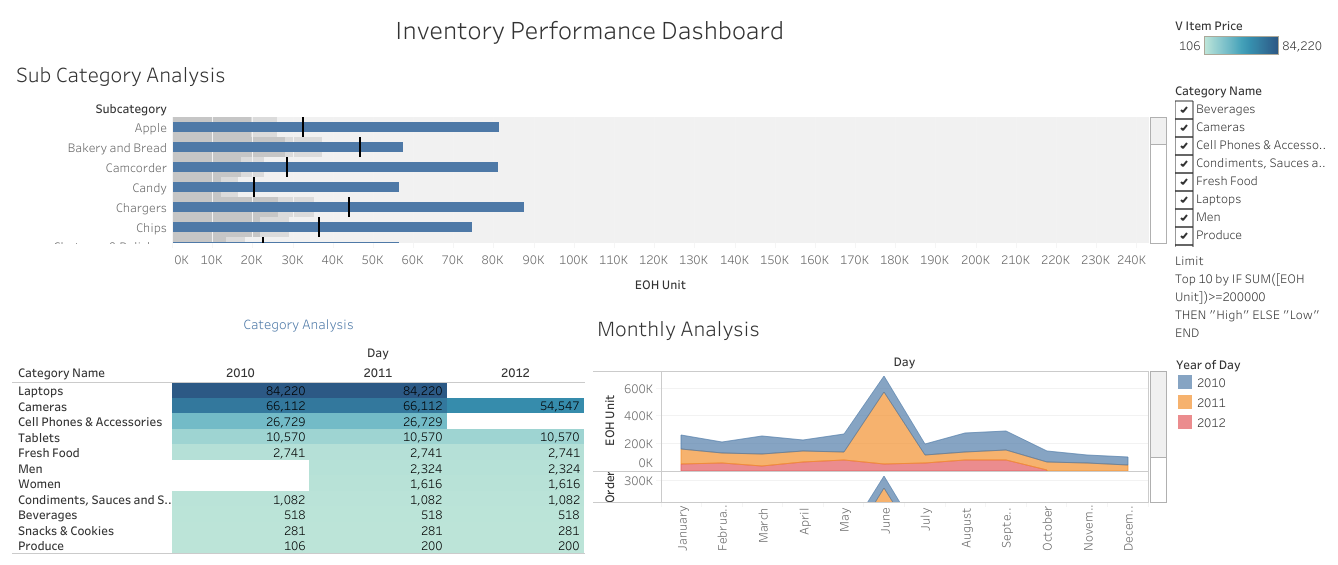 Inventory Performance Dashboard
V Item Price
106 84,220
Sub Category Analysis
Subcategory
Apple
Bakery and Bread
Camcorder
Candy
Chargers
Chips
0K 10K 20K 30K 40K 50K 60K 70K 80K 90K 100K 110K 120K 130K 140K 150K 160K 170K 180K 190K 200K 210K 220K 230K 240K
EOH Unit
Category Name
Beverages
Cameras
Cell Phones & Accesso..
Condiments, Sauces a..
Fresh Food
Laptops
Men
Produce
Limit
Top 10 by IF SUM([EOH
Unit])>=200000
THEN "High" ELSE "Low"
END
Category Analysis
Day
Category Name 2010 2011 2012
Laptops 84,220 84,220
Cameras 66,112 66,112 54,547
Cell Phones & Accessories 26,729 26,729
Tablets 10,570 10,570 10,570
Fresh Food 2,741 2,741 2,741
Men 2,324 2,324
Women 1,616 1,616
Condiments, Sauces and S.. 1,082 1,082 1,082
Beverages 518 518 518
Snacks & Cookies 281 281 281
Produce 106 200 200
Monthly Analysis
Day
EOH Unit
600K
400K
200K
0K
Order
300K
January Februa.. March April May June July August Septe.. October Novem.. Decem..
Year of Day
2010
2011
2012